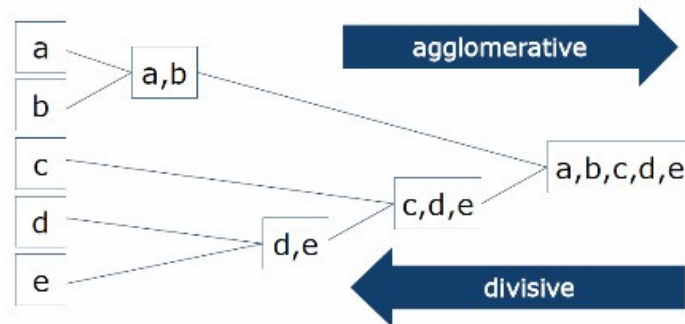 a
agglomerative
a,b
b
c
a,b,c,d,e
c,d,e
d
d,e
e
divisive